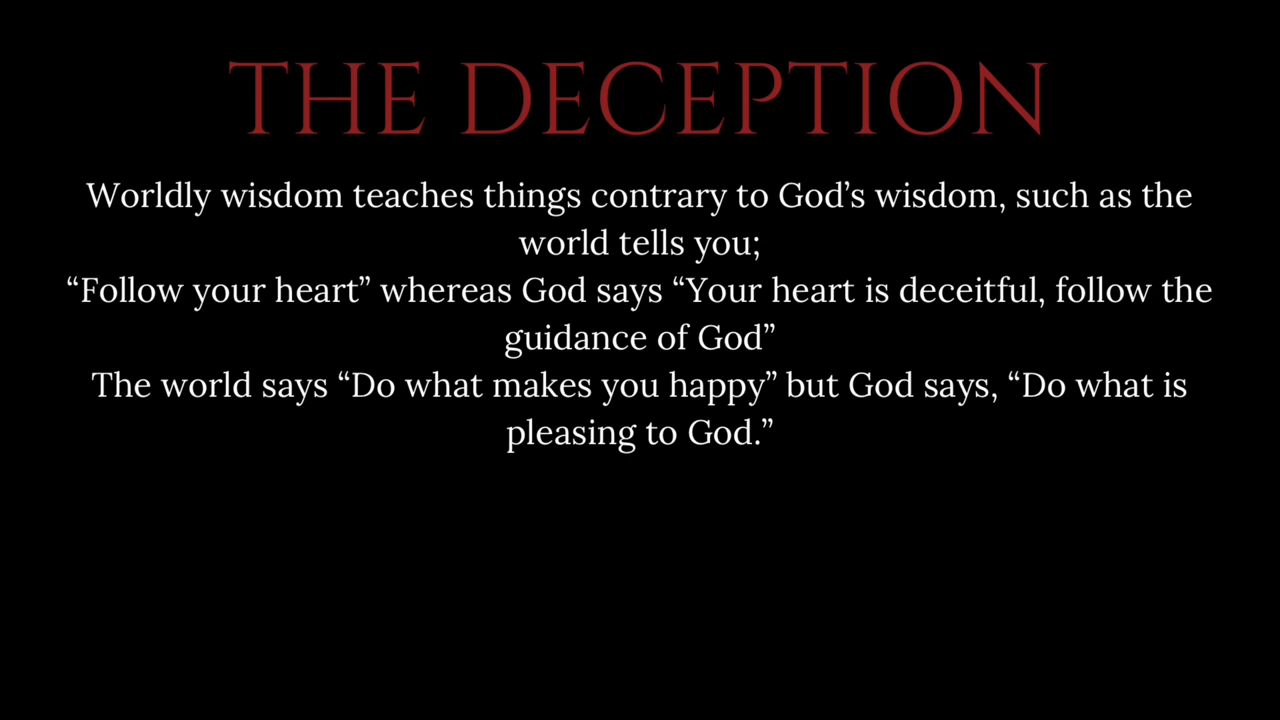 THE DECEPTION
Worldly wisdom teaches things contrary to God’s wisdom, such as the
world tells you;
“Follow your heart” whereas God says “Your heart is deceitful, follow the
guidance of God”
The world says “Do what makes you happy” but God says, “Do what is
pleasing to God.”